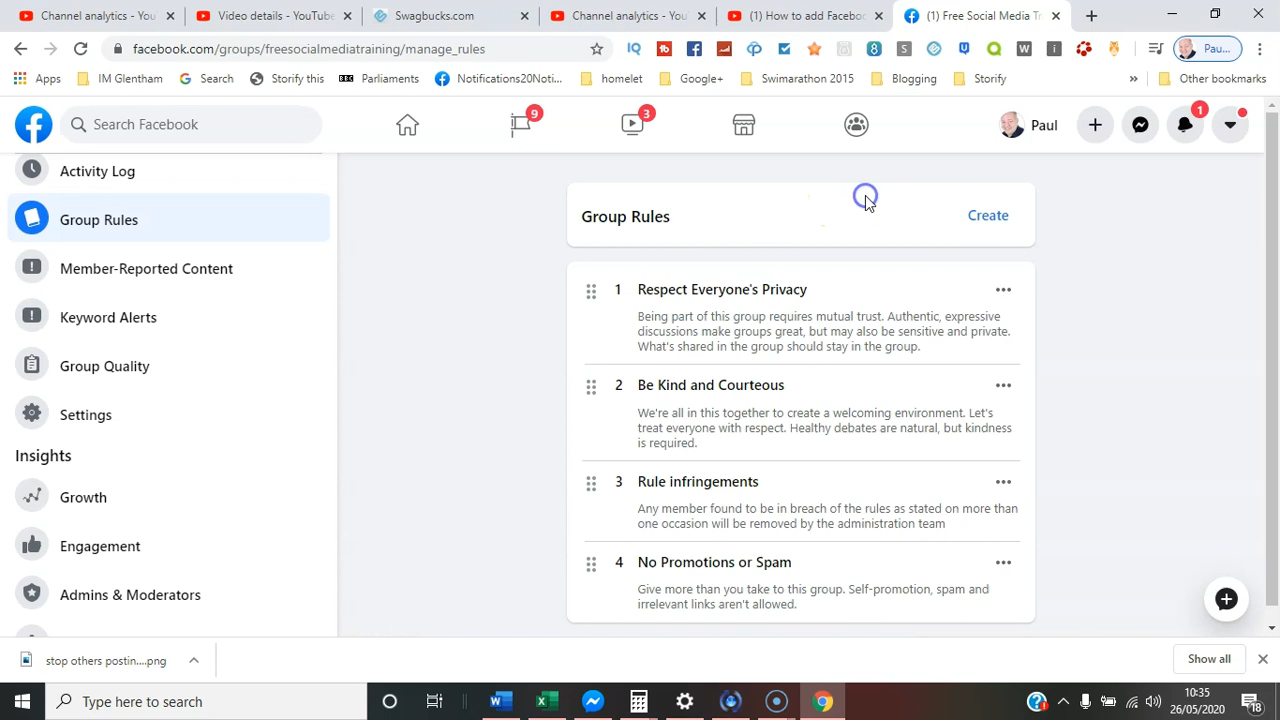 Channel analytics - You
Video details - YouTube
Swagbucks.com
Channel analytics - You
(1) How to add Facebo
(1) Free Social Media Tr
facebook.com/groups/freesocialmediatraining/manage_rules
Pau...
Apps
IM Glentham
Search
Storify this
Parliaments
Notifications20Noti...
homelet
Google+
Swimarathon 2015
Blogging
Storify
»
Other bookmarks
Search Facebook
9
3
Paul
1
Activity Log
Group Rules
Member-Reported Content
Keyword Alerts
Group Quality
Settings
Insights
Growth
Engagement
Admins & Moderators
Group Rules
Create
1 Respect Everyone's Privacy
Being part of this group requires mutual trust. Authentic, expressive
discussions make groups great, but may also be sensitive and private.
What's shared in the group should stay in the group.
2 Be Kind and Courteous
We're all in this together to create a welcoming environment. Let's
treat everyone with respect. Healthy debates are natural, but kindness
is required.
3 Rule infringements
Any member found to be in breach of the rules as stated on more than
one occasion will be removed by the administration team
4 No Promotions or Spam
Give more than you take to this group. Self-promotion, spam and
irrelevant links aren't allowed.
stop others postin....png
Show all
Type here to search
10:35
26/05/2020
18